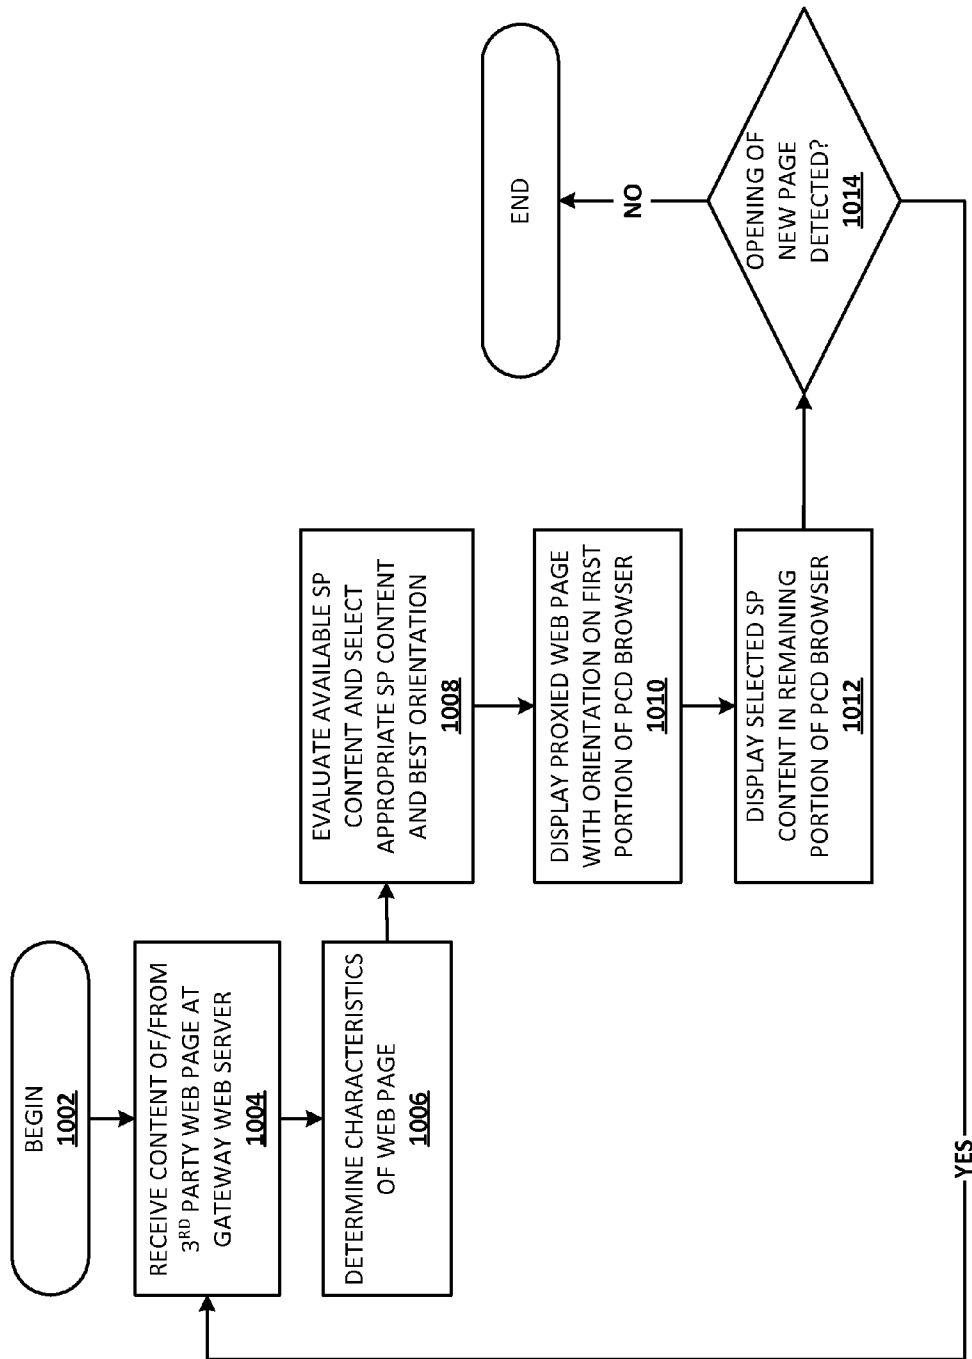 BEGIN
1002
RECEIVE CONTENT OF/FROM
3RD PARTY WEB PAGE AT
GATEWAY WEB SERVER
1004
DETERMINE CHARACTERISTICS
OF WEB PAGE
1006
EVALUATE AVAILABLE SP
CONTENT AND SELECT
APPROPRIATE SP CONTENT
AND BEST ORIENTATION
1008
DISPLAY PROXIED WEB PAGE
WITH ORIENTATION ON FIRST
PORTION OF PCD BROWSER
1010
DISPLAY SELECTED SP
CONTENT IN REMAINING
PORTION OF PCD BROWSER
1012
OPENING OF
NEW PAGE
DETECTED?
1014
NO
END
YES